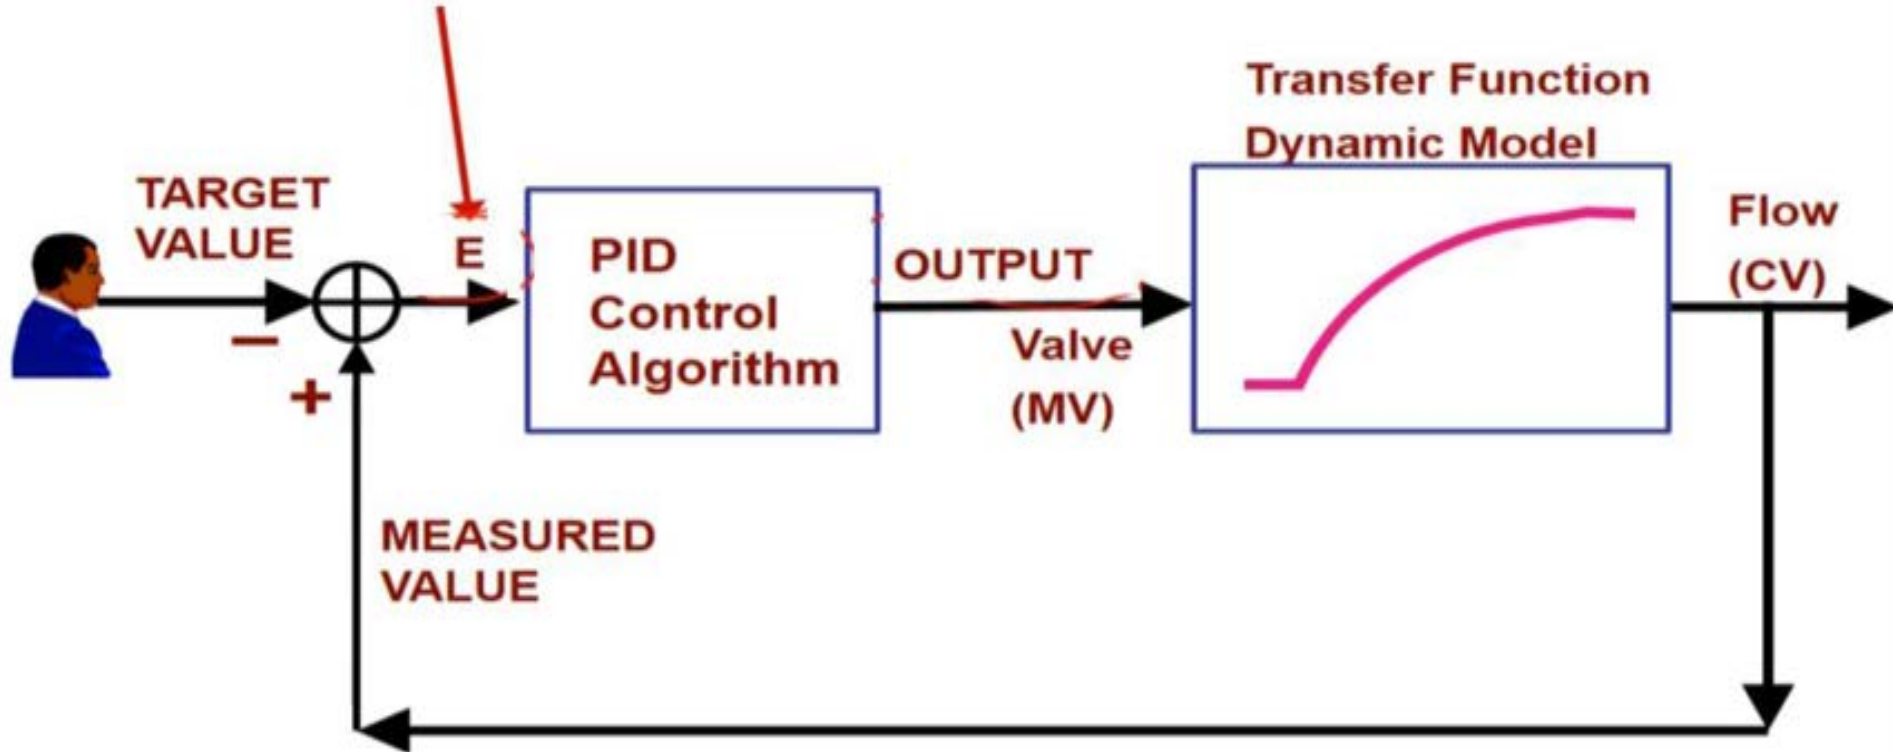 Transfer Function
Dynamic Model
TARGET
VALUE
E
PID
Control
Algorithm
OUTPUT
Valve
(MV)
Flow
(CV)
−
+
MEASURED
VALUE